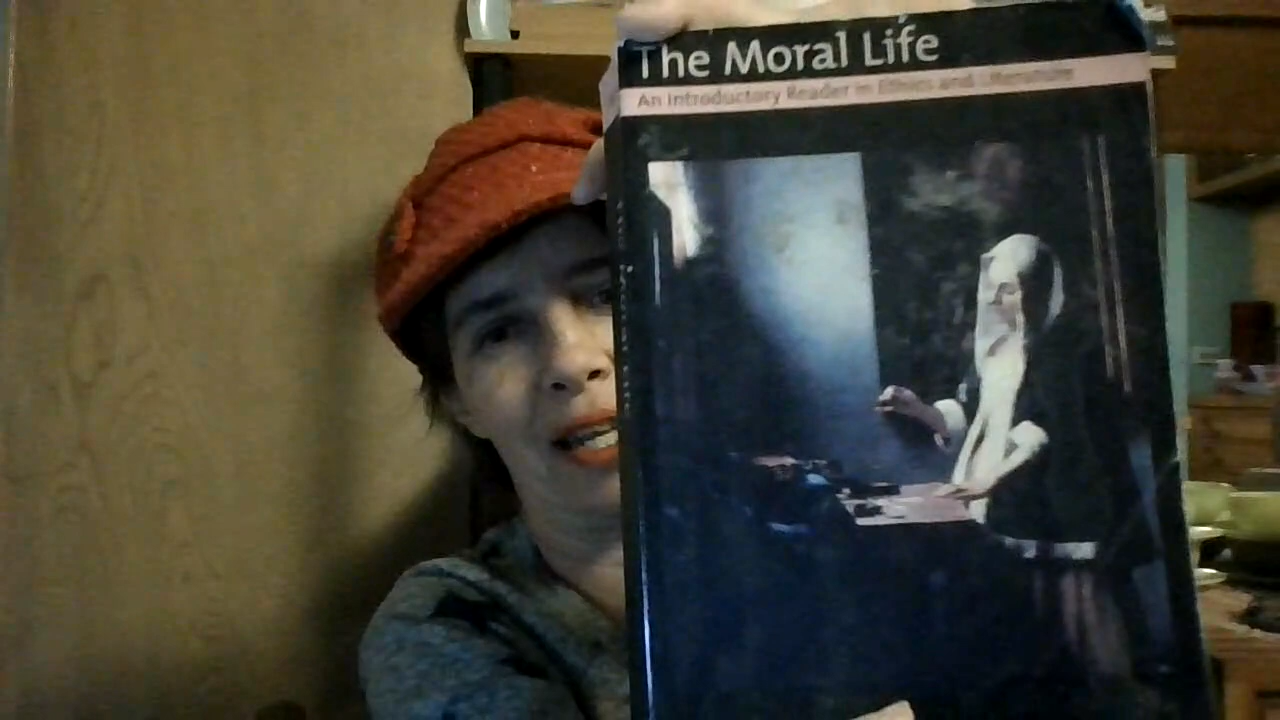 The Moral Life
An Introductory Reader in Ethics and Literature